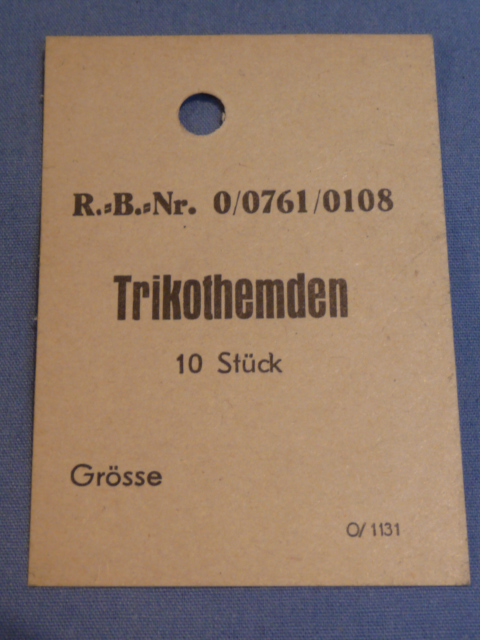 R.=B.=Nr. 0/0761/0108
Trikothemden
10 Stück
Grösse
O/1131